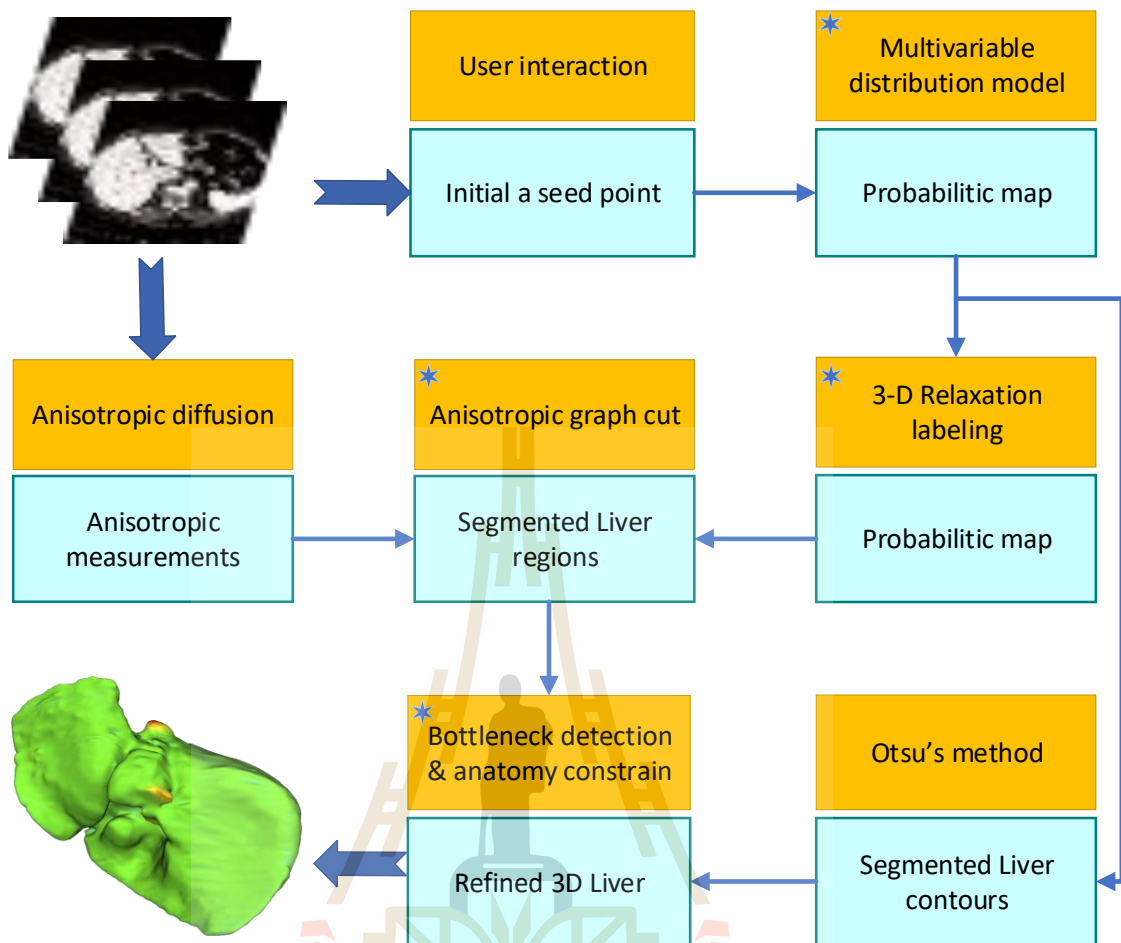 User interaction
Multivariable
distribution model
Initial a seed point
Probabilitic map
Anisotropic diffusion
Anisotropic graph cut
3-D Relaxation
labeling
Anisotropic
measurements
Segmented Liver
regions
Probabilitic map
Bottleneck detection
& anatomy constrain
Otsu's method
Refined 3D Liver
Segmented Liver
contours